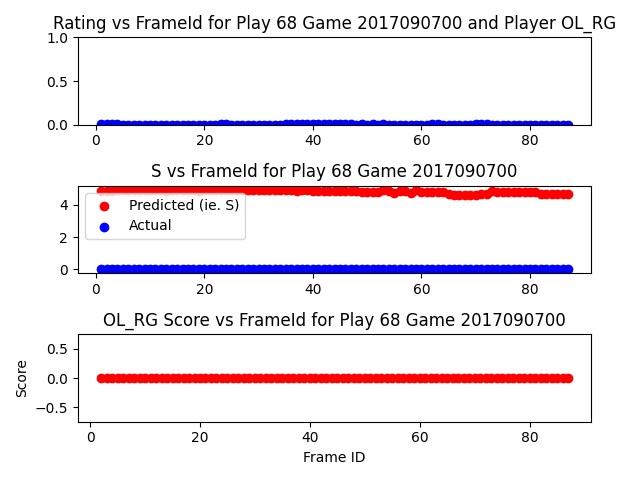 Rating vs FrameId for Play 68 Game 2017090700 and Player OL_RG
1.0
0.5
0.0
0 20 40 60 80
S vs FrameId for Play 68 Game 2017090700
4
2
0
Predicted (ie. S)
Actual
0 20 40 60 80
OL_RG Score vs FrameId for Play 68 Game 2017090700
Score
0.5
0.0
−0.5
0 20 40 60 80
Frame ID